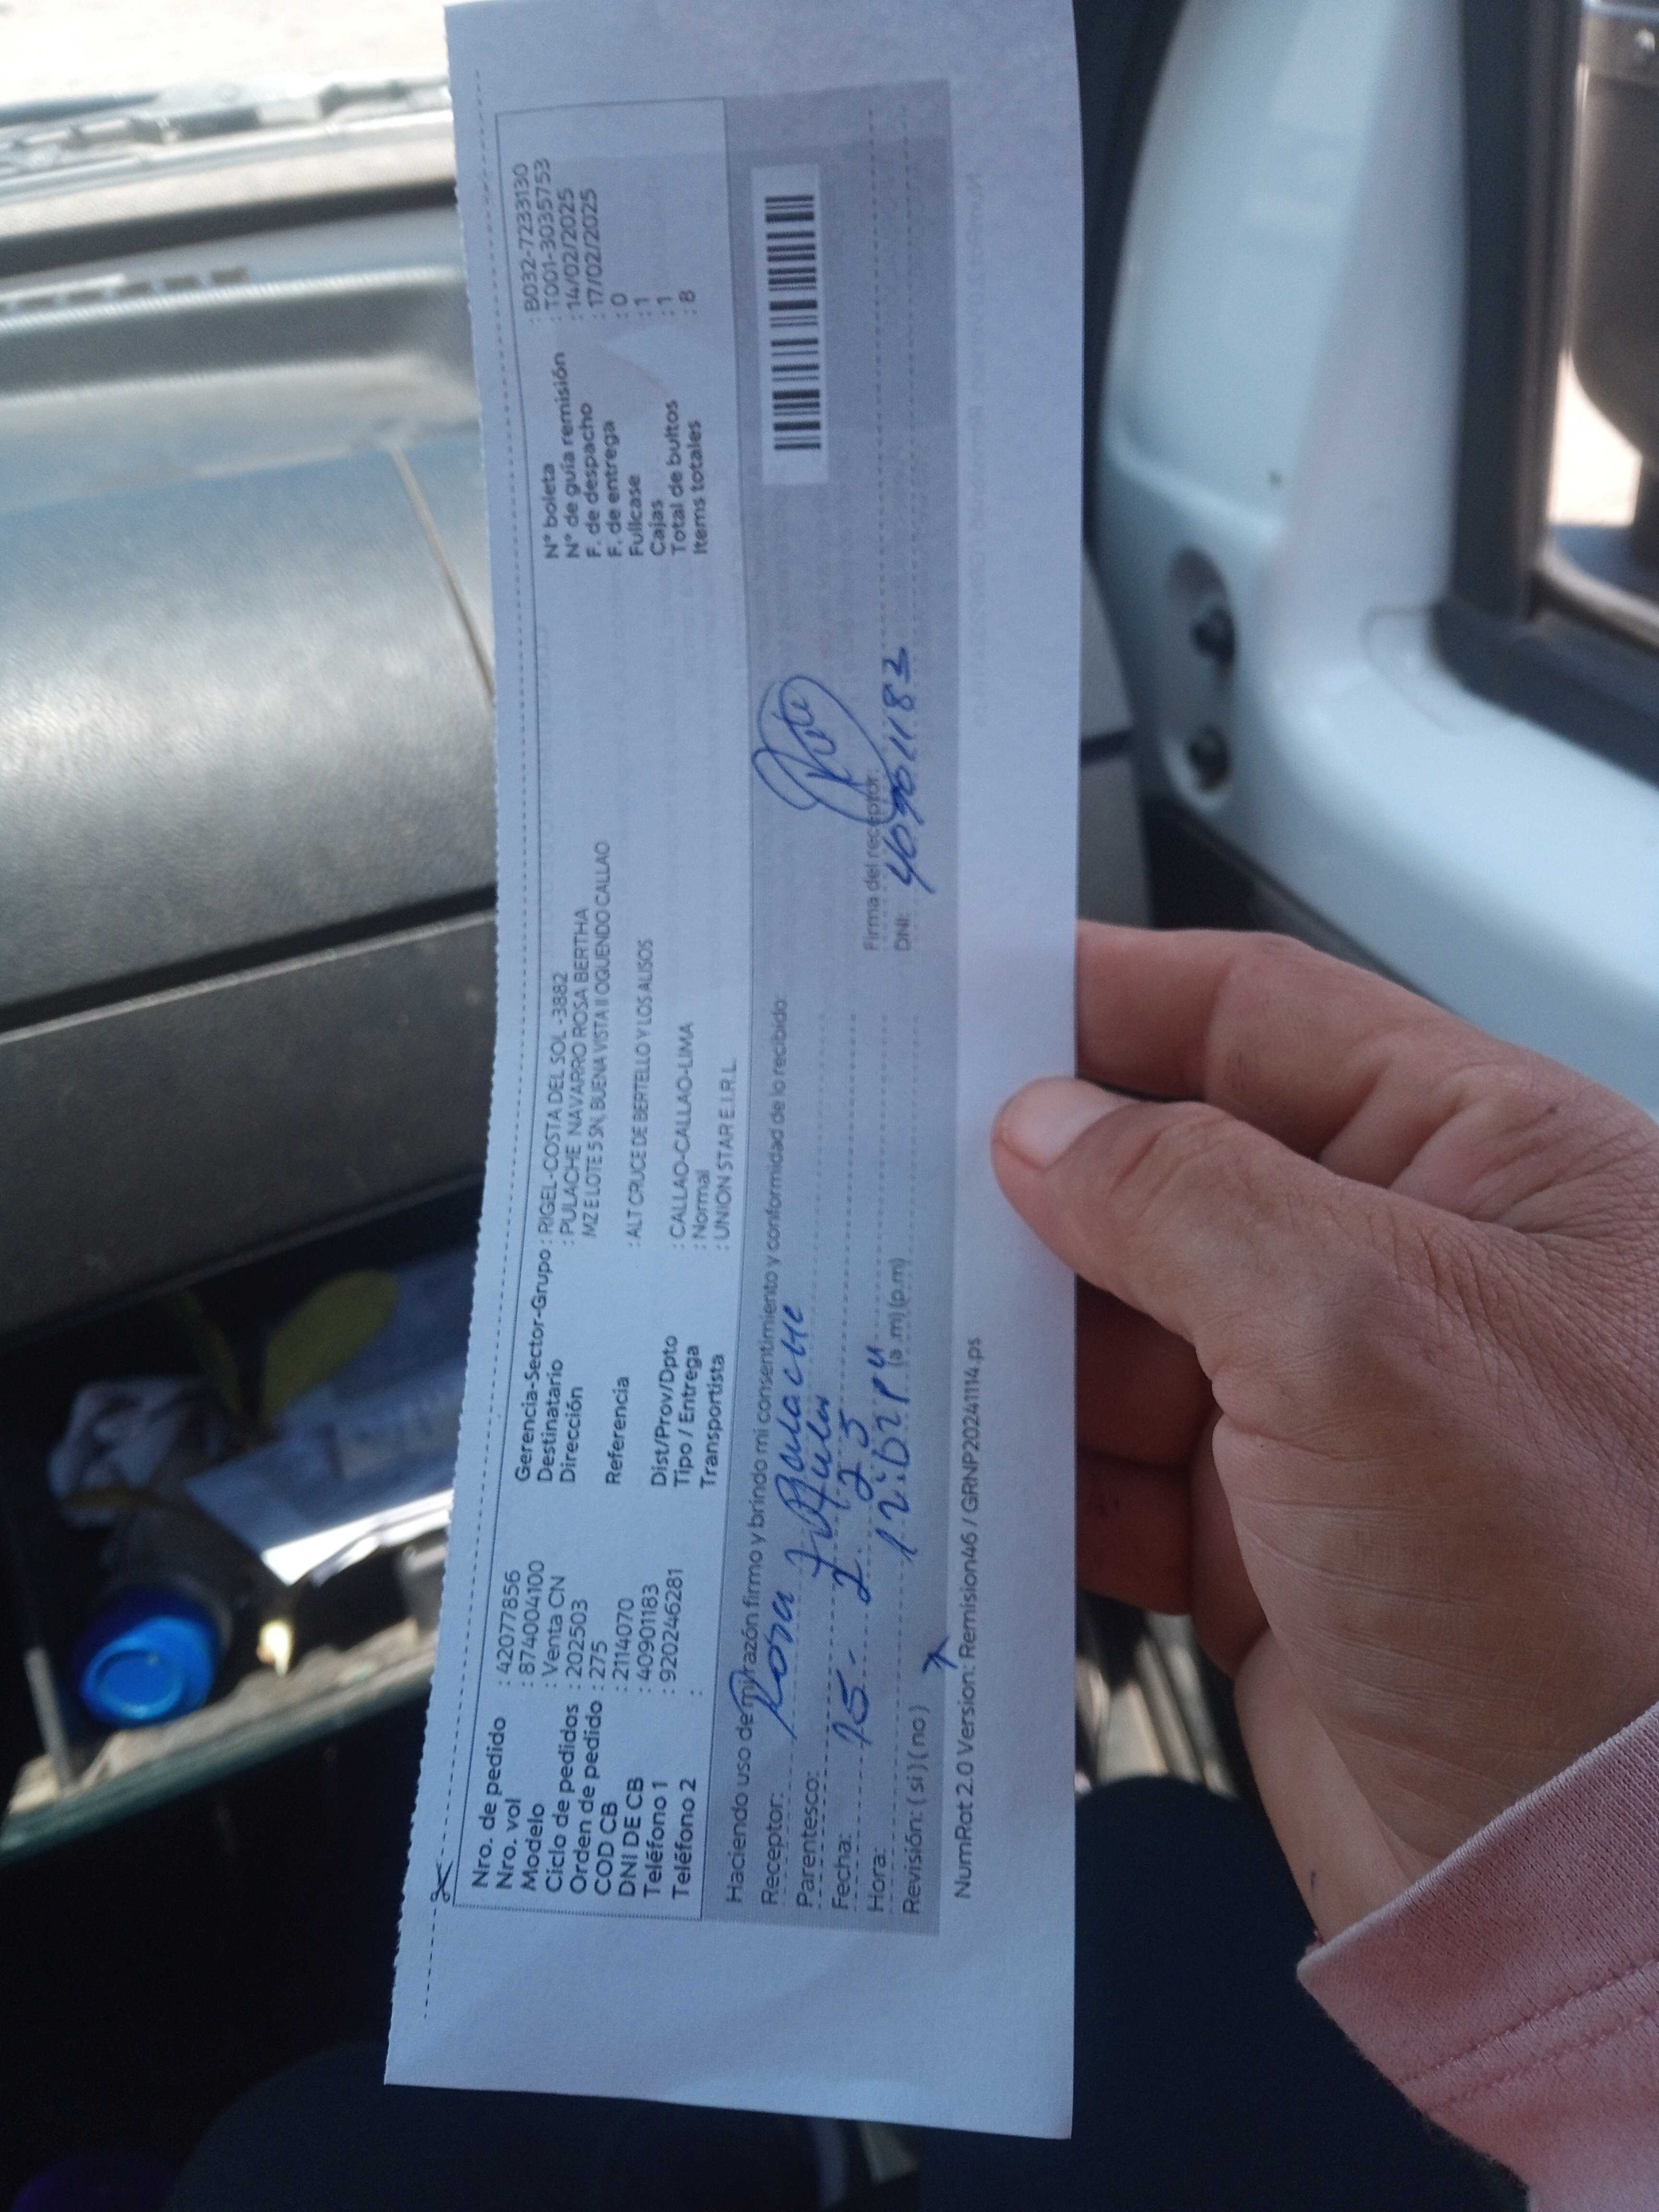 Nro. de pedido : 42077856
Nro. vol : 874004100
Modelo : Venta CN
Ciclo de pedidos : 202503
Orden de pedido : 275
COD CB : 2114070
DNI DE CB : 40901183
Teléfono 1 : 920246281
Teléfono 2 :
Gerencia-Sector-Grupo : RIGEL-COSTA DEL SOL -3882
Destinatario : PULACHE NAVARRO ROSA BERTHA
Dirección MZ E LOTE 5 SN, BUENA VISTA II OQUENDO CALLAO
Referencia : ALT CRUCE DE BERTELLO Y LOS ALISOS
Dist/Prov/Dpto : CALLAO-CALLAO-LIMA
Tipo / Entrega : Normal
Transportista : UNION STAR E.I.R.L.
N° boleta : B032-7233130
N° de guía remisión : T001-3035753
F. de despacho : 14/02/2025
F. de entrega : 17/02/2025
Fullcase : 0
Cajas : 1
Total de bultos : 1
Items totales : 8
Haciendo uso de mi razón firmo y brindo mi consentimiento y conformidad de lo recibido:
Receptor: Rosa Pulache
Parentesco:
Fecha: 15. 2. 25
Hora: (a .m) (p.m)
Revisión: ( si ) ( no )
Firma del receptor:
DNI: 40901183
NumRot 2.0 Version: Remision46 / GRNP20241114.ps